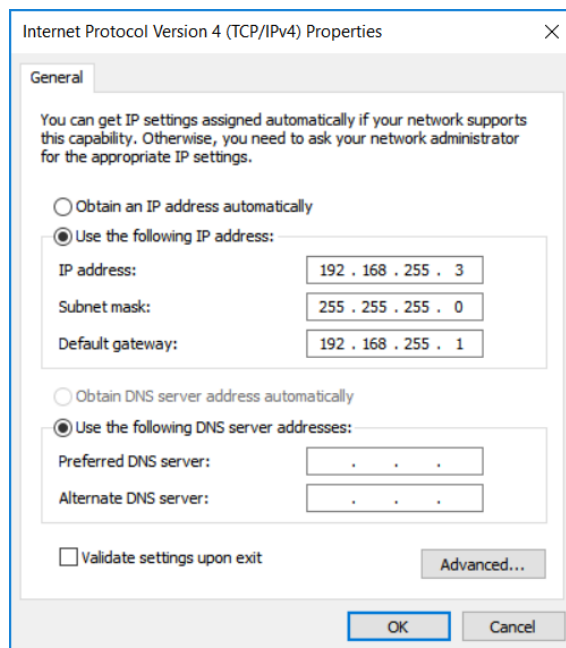 Internet Protocol Version 4 (TCP/IPv4) Properties
General
You can get IP settings assigned automatically if your network supports
this capability. Otherwise, you need to ask your network administrator
for the appropriate IP settings.
Obtain an IP address automatically
Use the following IP address:
IP address: 192 . 168 . 255 . 3
Subnet mask: 255 . 255 . 255 . 0
Default gateway: 192 . 168 . 255 . 1
Obtain DNS server address automatically
Use the following DNS server addresses:
Preferred DNS server: . . .
Alternate DNS server: . . .
Validate settings upon exit
Advanced...
OK Cancel